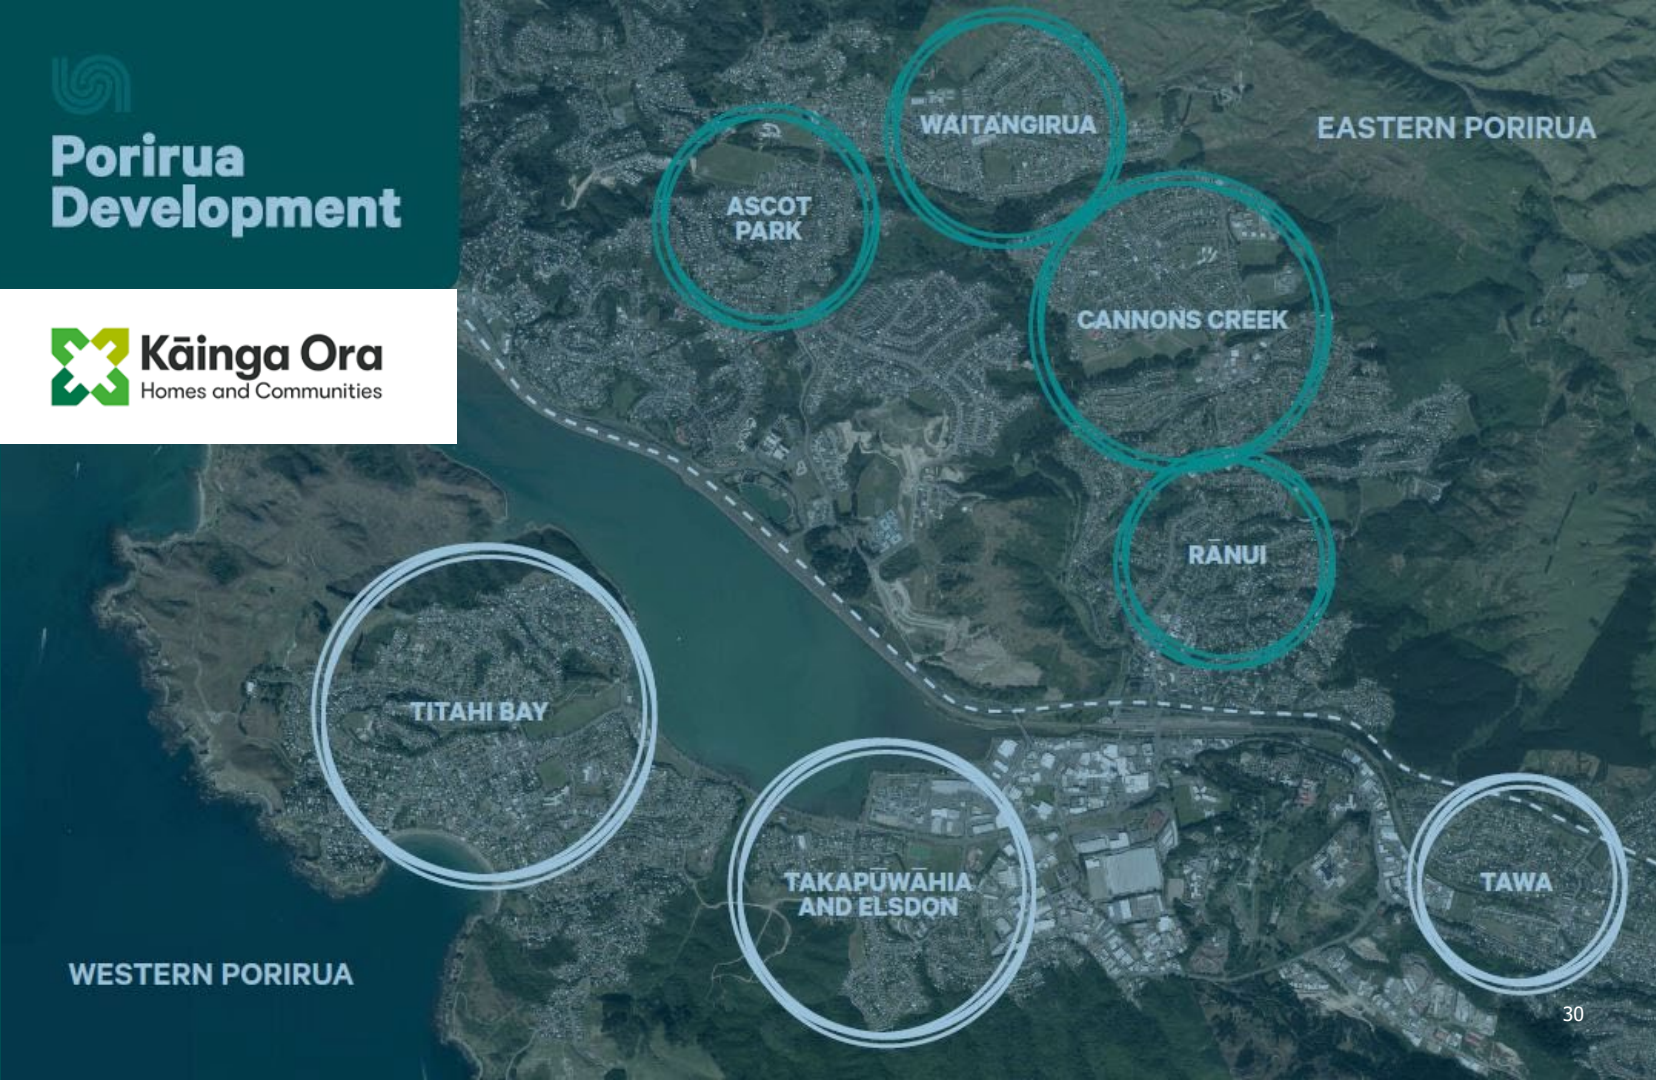 Porirua
Development
Kāinga Ora
Homes and Communities
WAITANGIRUA
EASTERN PORIRUA
ASCOT
PARK
CANNONS CREEK
RĀNUI
TITAHI BAY
TAKAPŪWĀHIA
AND ELSDON
TAWA
WESTERN PORIRUA
30